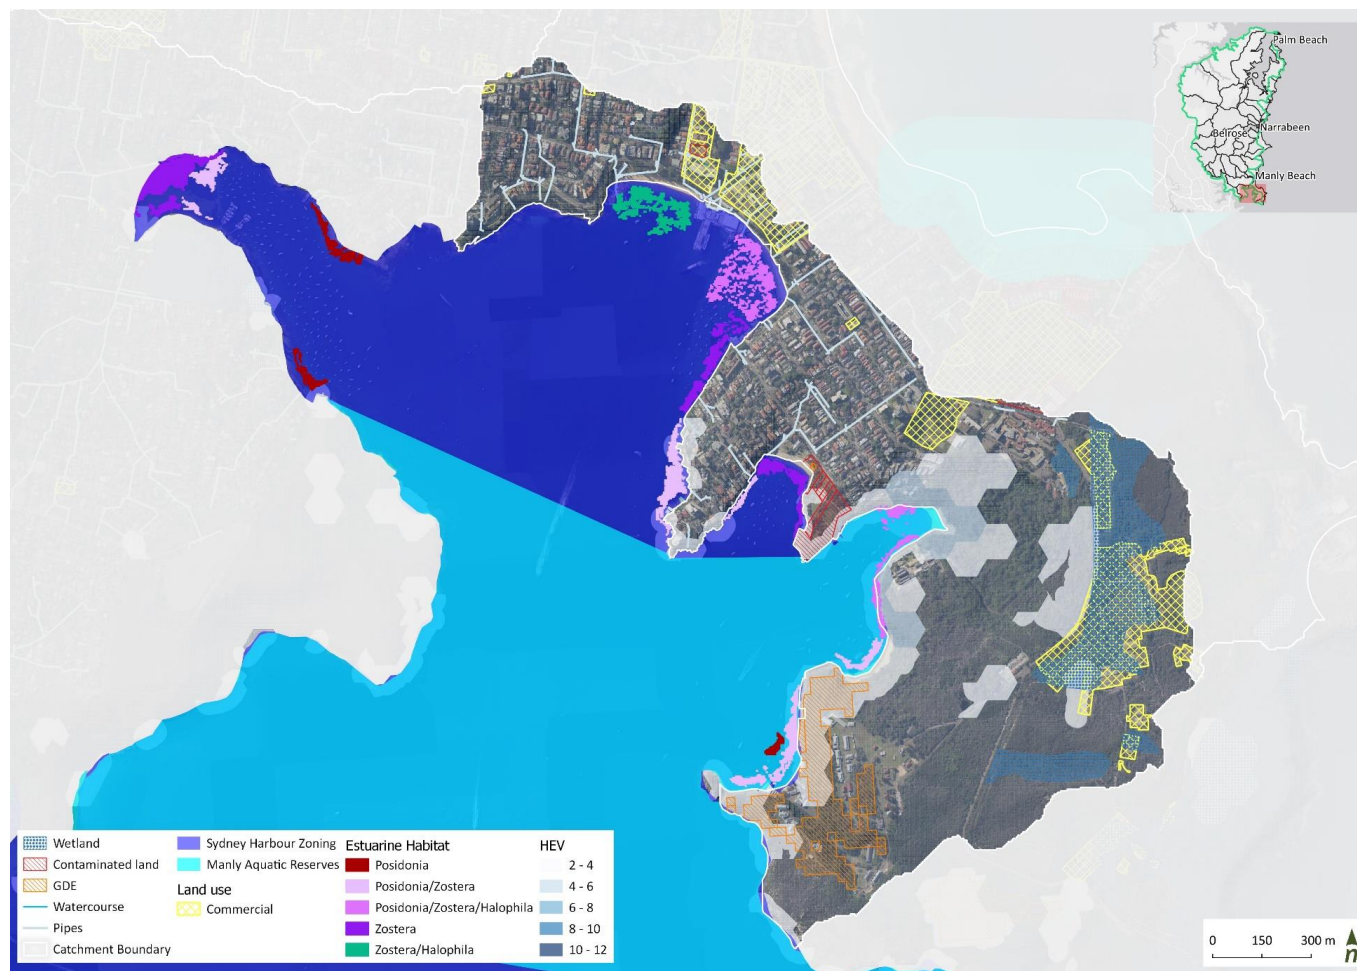 Palm Beach
Narrabeen
Belrose
Manly Beach
Wetland
Contaminated land
GDE
Watercourse
Pipes
Catchment Boundary
Sydney Harbour Zoning
Manly Aquatic Reserves
Land use
Commercial
Estuarine Habitat
Posidonia
Posidonia/Zostera
Posidonia/Zostera/Halophila
Zostera
Zostera/Halophila
HEV
2 - 4
4 - 6
6 - 8
8 - 10
10 - 12
0 150 300 m
n